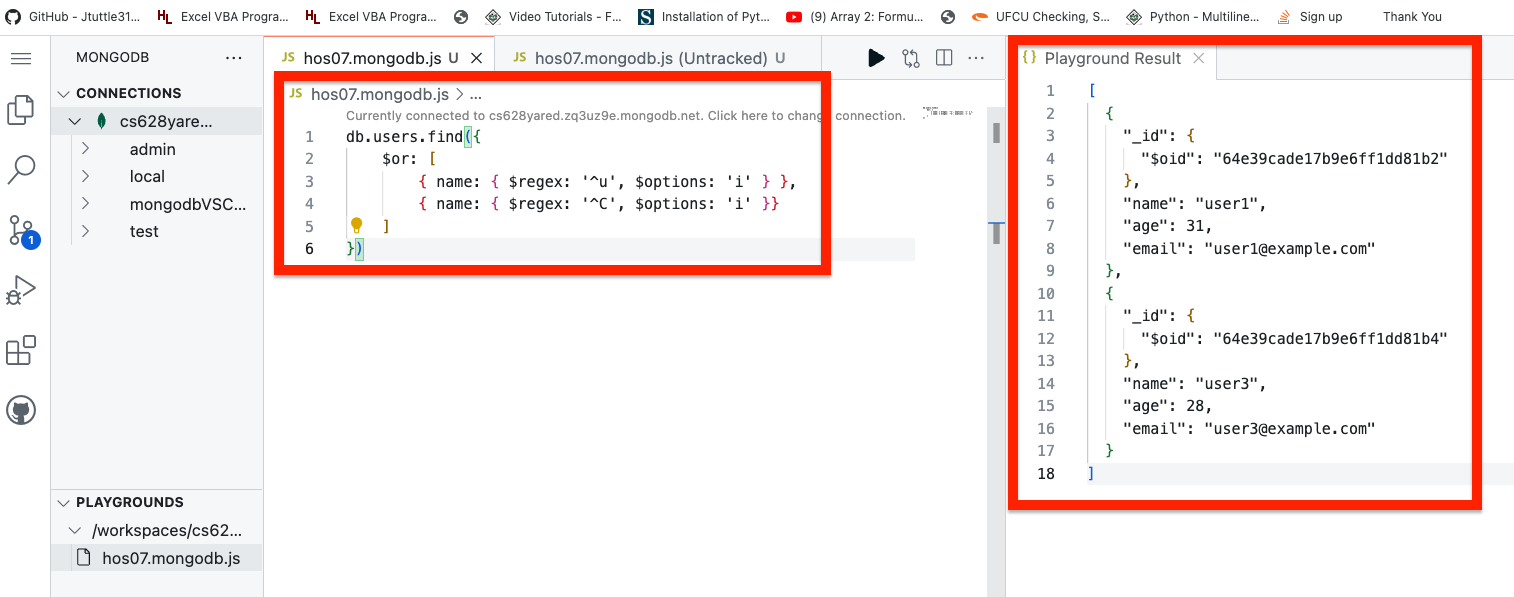 GitHub - Jtuttle31...
Excel VBA Progra...
Excel VBA Progra...
Video Tutorials - F...
Installation of Pyt...
(9) Array 2: Formu...
UFCU Checking, S...
Python - Multiline...
Sign up
Thank You
MONGODB
CONNECTIONS
cs628yare...
admin
local
mongodbVSC...
test
1
PLAYGROUNDS
/workspaces/cs62...
hos07.mongodb.js
JS hos07.mongodb.js U
JS hos07.mongodb.js (Untracked) U
JS hos07.mongodb.js > ...
Currently connected to cs628yared.zq3uz9e.mongodb.net. Click here to change connection.
1 db.users.find({
2 $or: [
3 { name: { $regex: '^u', $options: 'i' } },
4 { name: { $regex: '^C', $options: 'i' }}
5 ]
6 })
{} Playground Result
1 [
2 {
3 "_id": {
4 "$oid": "64e39cade17b9e6ff1dd81b2"
5 },
6 "name": "user1",
7 "age": 31,
8 "email": "user1@example.com"
9 },
10 {
11 "_id": {
12 "$oid": "64e39cade17b9e6ff1dd81b4"
13 },
14 "name": "user3",
15 "age": 28,
16 "email": "user3@example.com"
17 }
18 ]